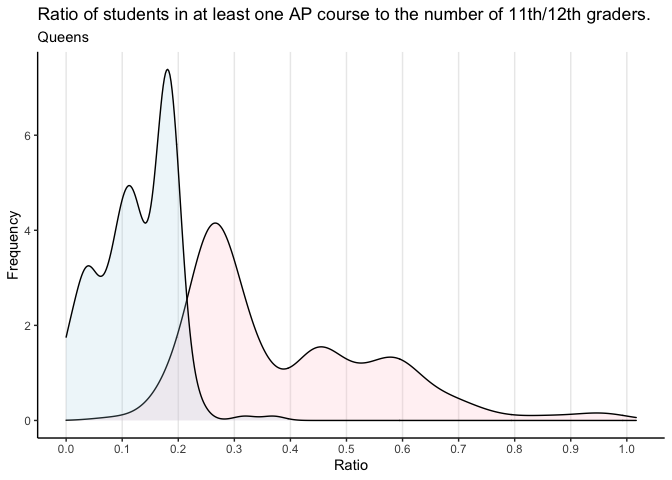 Ratio of students in at least one AP course to the number of 11th/12th graders.
Queens
Frequency
6
4
2
0
0.0 0.1 0.2 0.3 0.4 0.5 0.6 0.7 0.8 0.9 1.0
Ratio